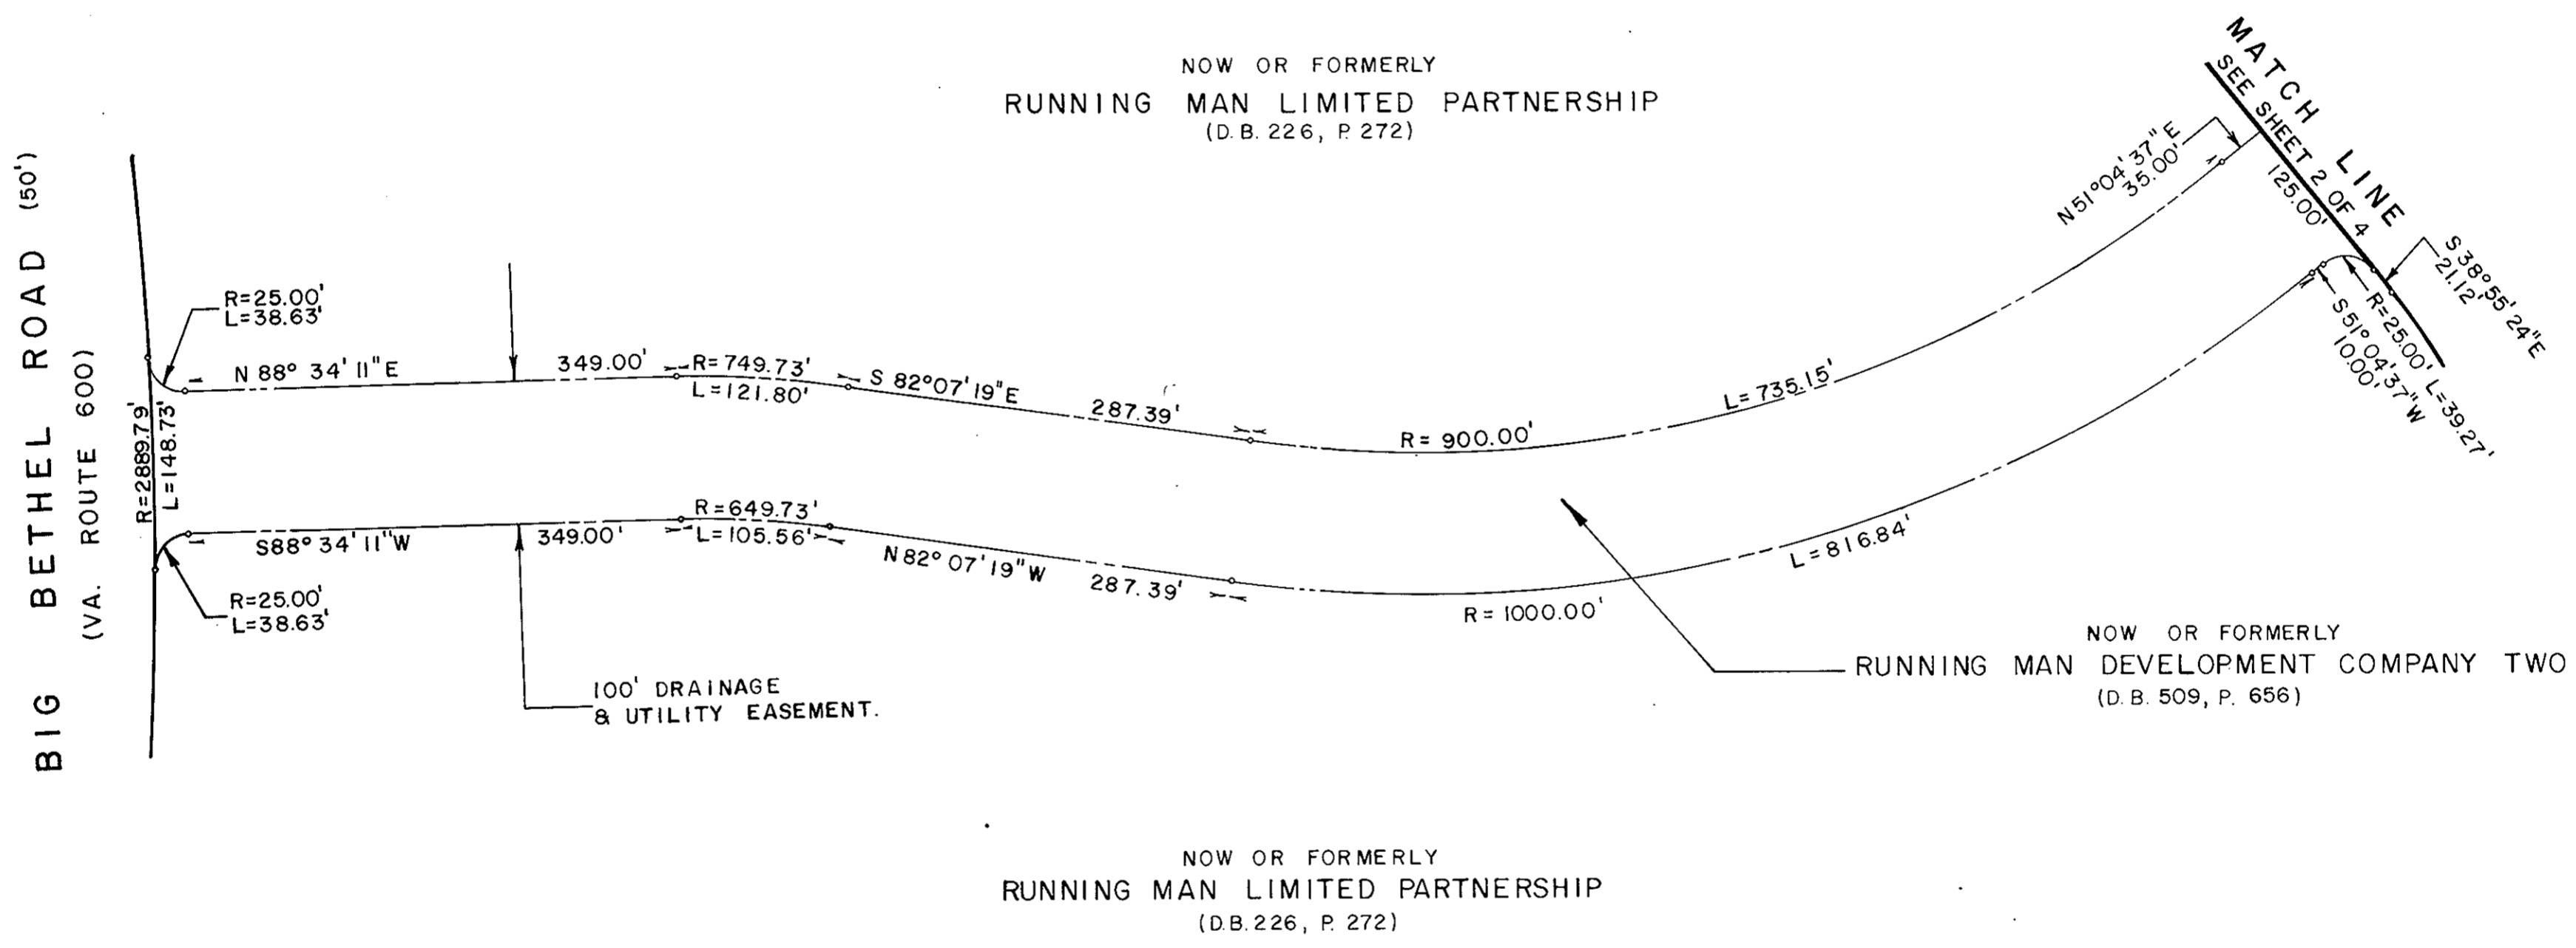 NOW OR FORMERLY
RUNNING MAN LIMITED PARTNERSHIP
(D.B. 226, P. 272)
MATCH LINE
SEE SHEET 2 OF 4
125.00'
N51°04'37"E
35.00'
S38°55'24"E
21.12'
R=25.00' L=39.27'
S51°04'37"W
10.00'
BIG BETHEL ROAD (50')
(VA. ROUTE 600)
R=2889.79'
L=148.73'
R=25.00'
L=38.63'
N 88° 34' 11" E
349.00'
R=749.73'
L=121.80'
S 82°07'19"E
287.39'
R= 900.00'
L= 735.15'
S88° 34' 11"W
349.00'
R=649.73'
L=105.56'
N82° 07' 19"W
287.39'
R= 1000.00'
L=816.84'
R=25.00'
L=38.63'
100' DRAINAGE
& UTILITY EASEMENT.
NOW OR FORMERLY
RUNNING MAN DEVELOPMENT COMPANY TWO
(D.B. 509, P. 656)
NOW OR FORMERLY
RUNNING MAN LIMITED PARTNERSHIP
(D.B.226, P. 272)